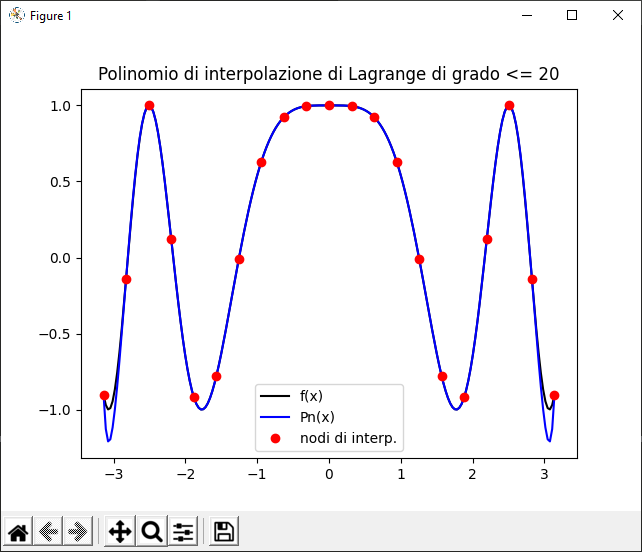 Figure 1
Polinomio di interpolazione di Lagrange di grado <= 20
1.0
0.5
0.0
−0.5
−1.0
f(x)
Pn(x)
nodi di interp.
−3 −2 −1 0 1 2 3